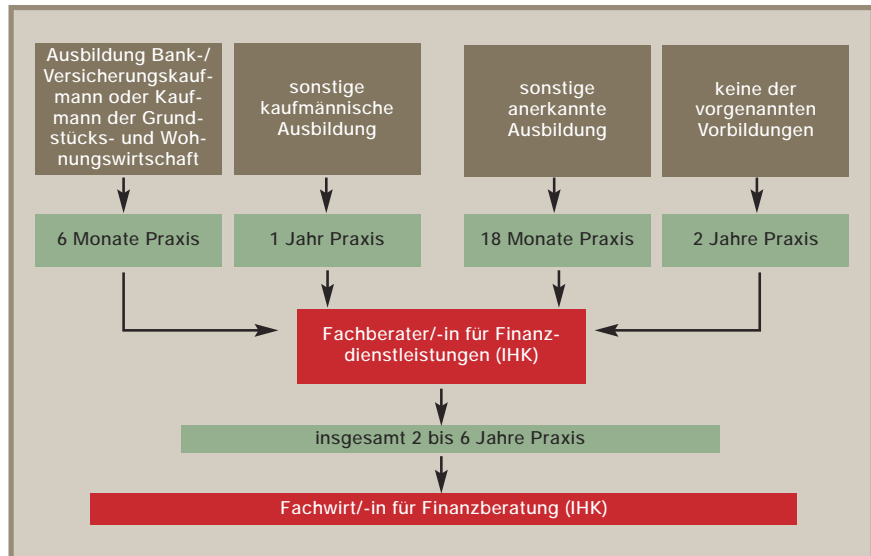 Ausbildung Bank-/
Versicherungskauf-
mann oder Kauf-
mann der Grund-
stücks- und Woh-
nungswirtschaft
sonstige
kaufmännische
Ausbildung
sonstige
anerkannte
Ausbildung
keine der
vorgenannten
Vorbildungen
6 Monate Praxis
1 Jahr Praxis
18 Monate Praxis
2 Jahre Praxis
Fachberater/-in für Finanz-
dienstleistungen (IHK)
insgesamt 2 bis 6 Jahre Praxis
Fachwirt/-in für Finanzberatung (IHK)